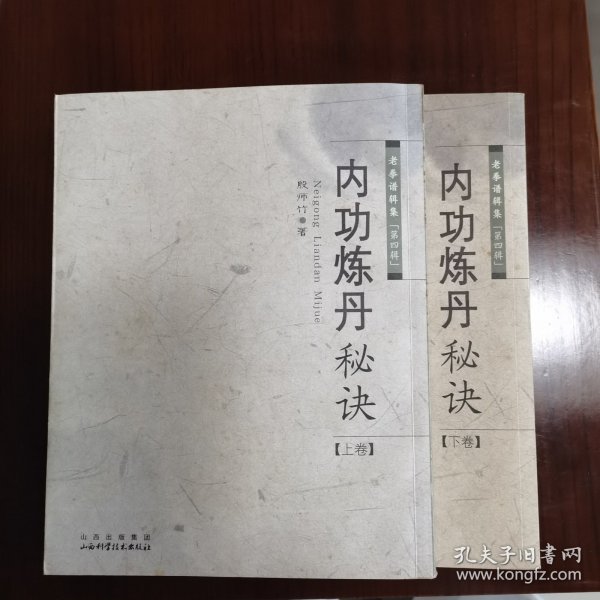 老拳谱辑集「第四辑」
内功炼丹秘诀
【上卷】
Neigong Liandan Mijue
殷师竹●著
山西出版集团
山西科学技术出版社
老拳谱辑集「第四辑」
内功炼丹秘诀
【下卷】
孔夫子旧书网
www.kongfz.com